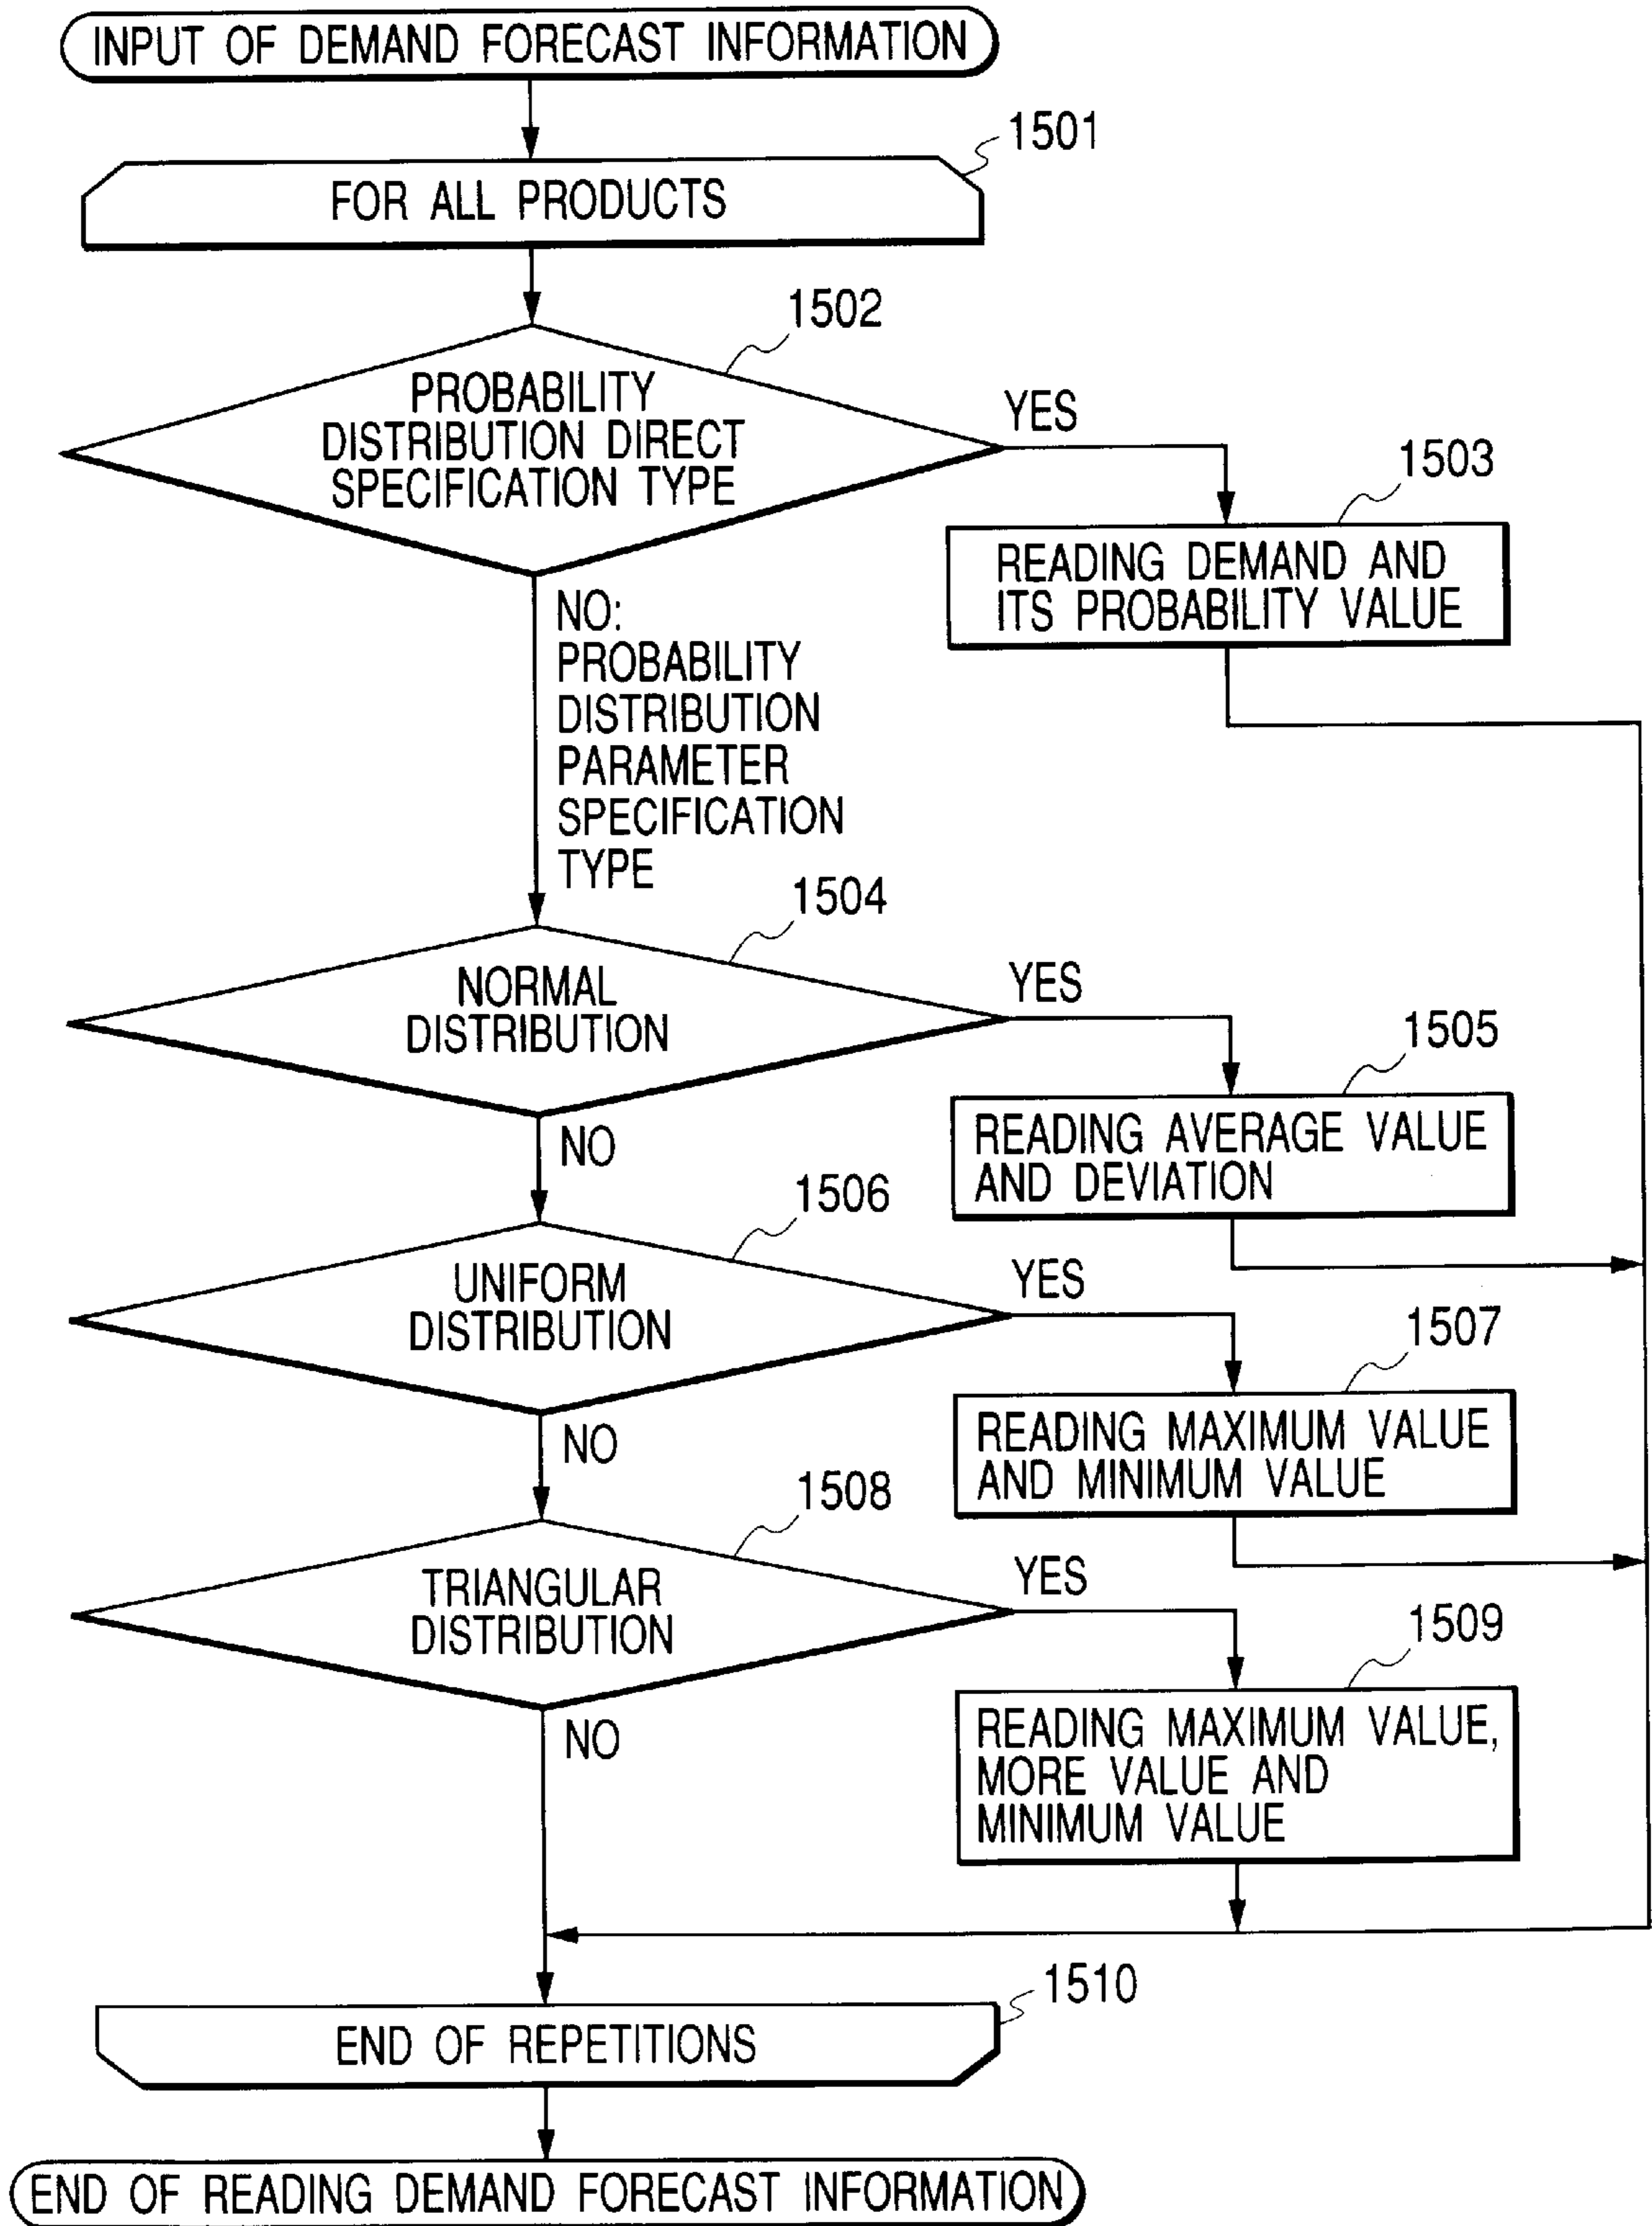 INPUT OF DEMAND FORECAST INFORMATION
1501
FOR ALL PRODUCTS
1502
PROBABILITY
DISTRIBUTION DIRECT
SPECIFICATION TYPE
YES
1503
READING DEMAND AND
ITS PROBABILITY VALUE
NO:
PROBABILITY
DISTRIBUTION
PARAMETER
SPECIFICATION
TYPE
1504
NORMAL
DISTRIBUTION
YES
1505
READING AVERAGE VALUE
AND DEVIATION
NO
1506
UNIFORM
DISTRIBUTION
YES
1507
READING MAXIMUM VALUE
AND MINIMUM VALUE
NO
1508
TRIANGULAR
DISTRIBUTION
YES
1509
READING MAXIMUM VALUE,
MORE VALUE AND
MINIMUM VALUE
NO
1510
END OF REPETITIONS
END OF READING DEMAND FORECAST INFORMATION